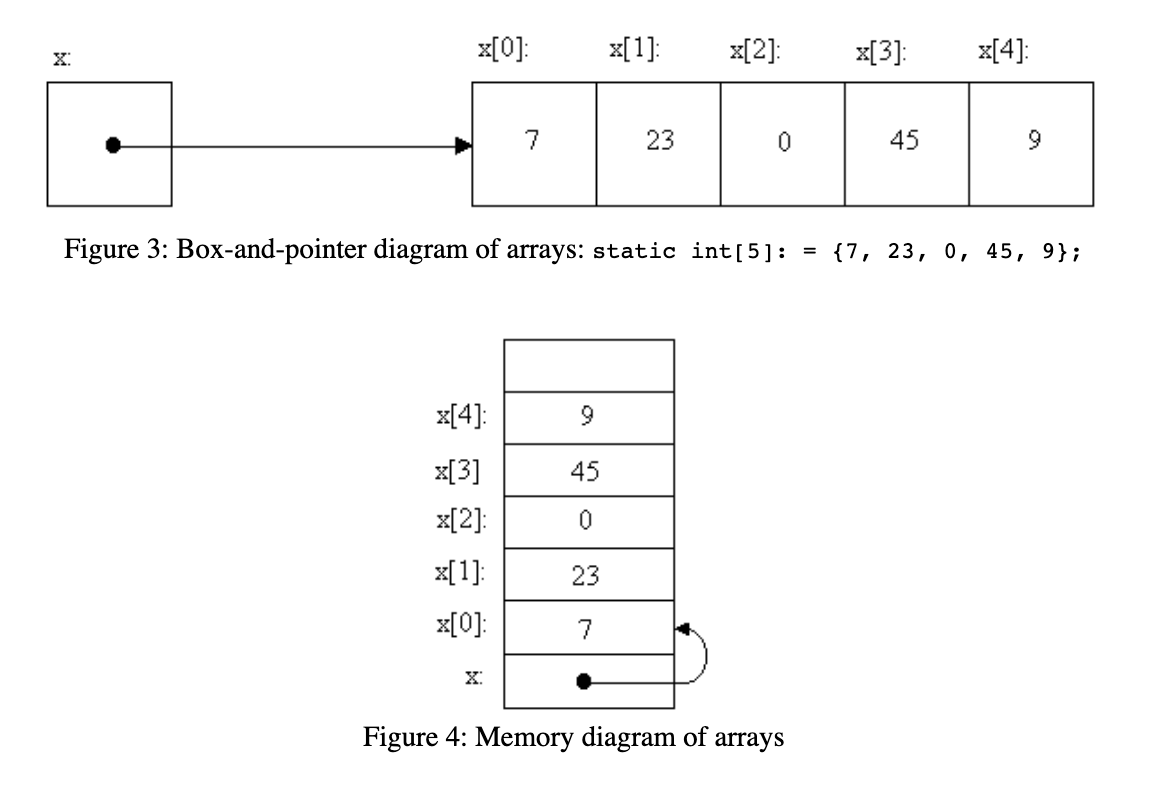 x:
x[0]: x[1]: x[2]: x[3]: x[4]:
7 23 0 45 9
Figure 3: Box-and-pointer diagram of arrays: static int[5]: = {7, 23, 0, 45, 9};
x[4]: 9
x[3] 45
x[2]: 0
x[1]: 23
x[0]: 7
x:
Figure 4: Memory diagram of arrays